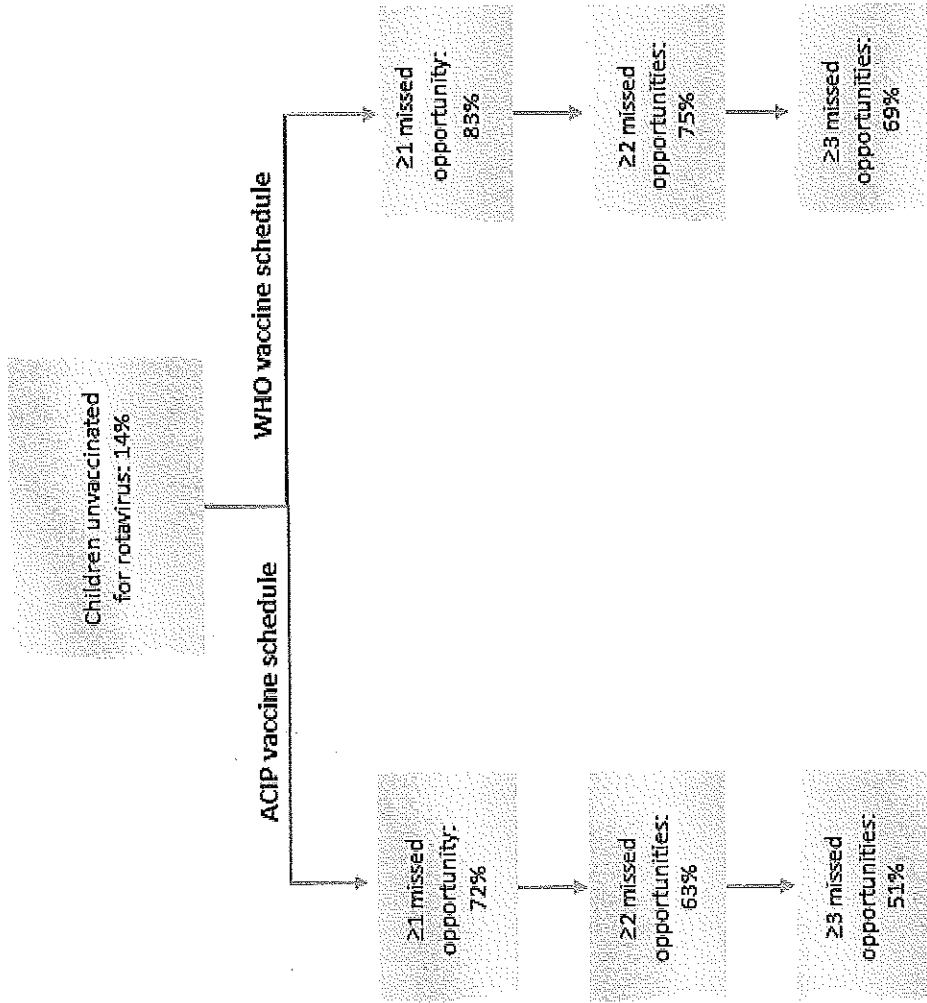 Children unvaccinated
for rotavirus: 14%
ACIP vaccine schedule
WHO vaccine schedule
≥1 missed
opportunity:
72%
≥2 missed
opportunities:
63%
≥3 missed
opportunities:
51%
≥1 missed
opportunity:
83%
≥2 missed
opportunities:
75%
≥3 missed
opportunities:
69%